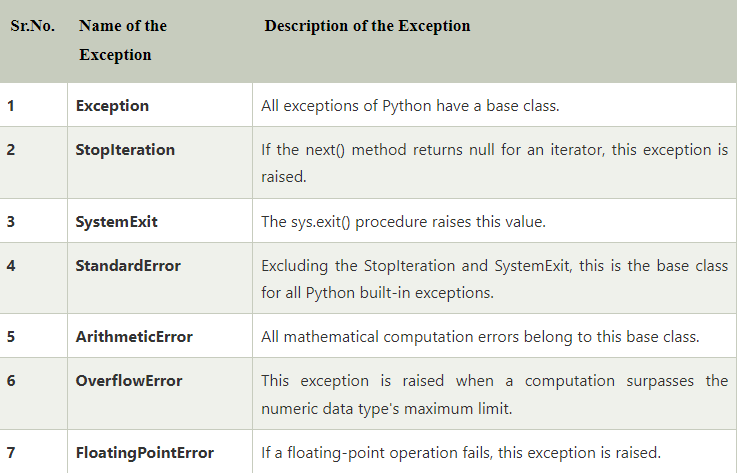 Sr.No. Name of the Description of the Exception
Exception
1 Exception All exceptions of Python have a base class.
2 StopIteration If the next() method returns null for an iterator, this exception is
raised.
3 SystemExit The sys.exit() procedure raises this value.
4 StandardError Excluding the StopIteration and SystemExit, this is the base class
for all Python built-in exceptions.
5 ArithmeticError All mathematical computation errors belong to this base class.
6 OverflowError This exception is raised when a computation surpasses the
numeric data type's maximum limit.
7 FloatingPointError If a floating-point operation fails, this exception is raised.